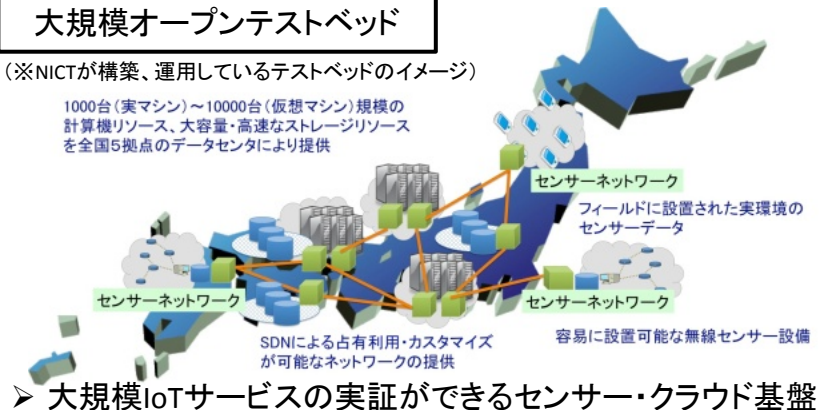 大規模オープンテストベッド
(※NICTが構築、運用しているテストベッドのイメージ)
1000台(実マシン)～10000台(仮想マシン)規模の
計算機リソース、大容量・高速なストレージリソース
を全国5拠点のデータセンタにより提供
センサーネットワーク
フィールドに設置された実環境の
センサーデータ
センサーネットワーク
センサーネットワーク
容易に設置可能な無線センサー設備
SDNによる占有利用・カスタマイズ
が可能なネットワークの提供
➢ 大規模IoTサービスの実証ができるセンサー・クラウド基盤